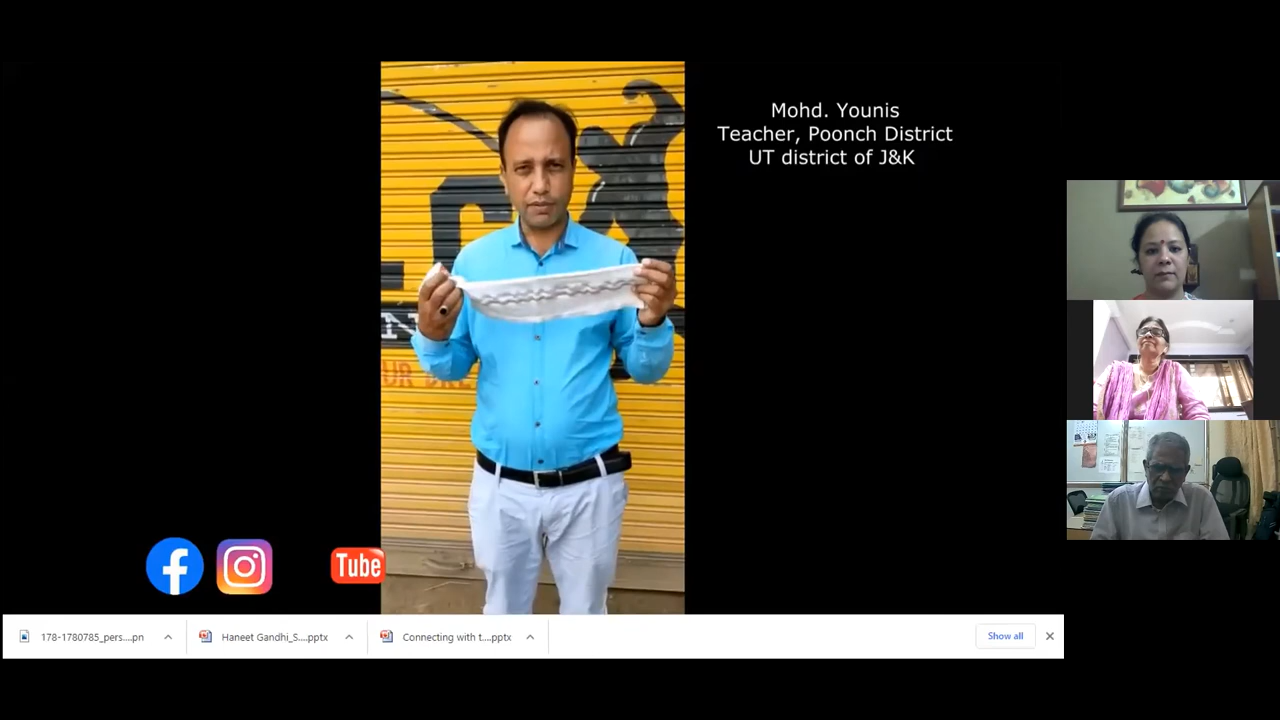 Mohd. Younis
Teacher, Poonch District
UT district of J&K
UR
Tube
178-1780785_pers....pn
Haneet Gandhi_S....pptx
Connecting with t....pptx
Show all